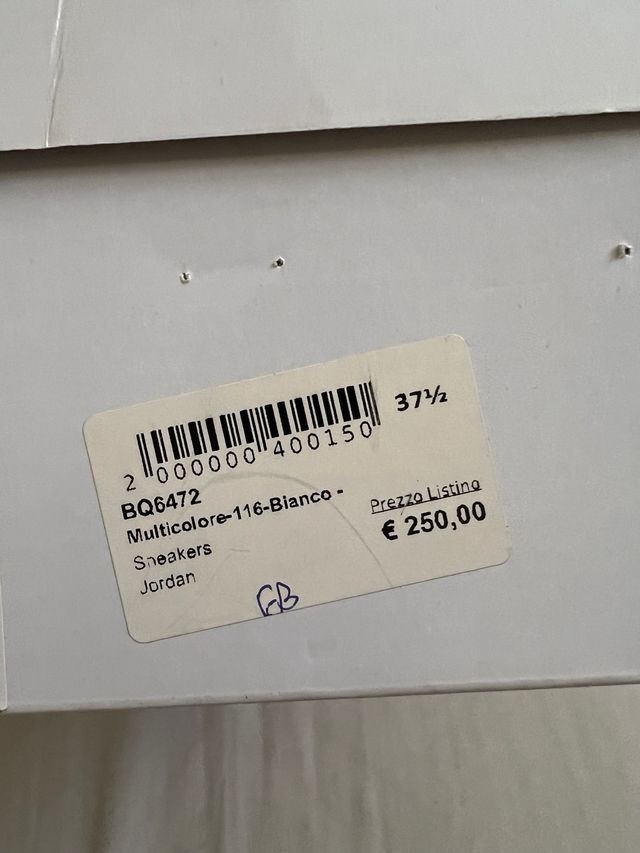 37½
2 000000 400150
BQ6472
Multicolore-116-Bianco -
Prezzo Listino
Sneakers
€ 250,00
Jordan
GB